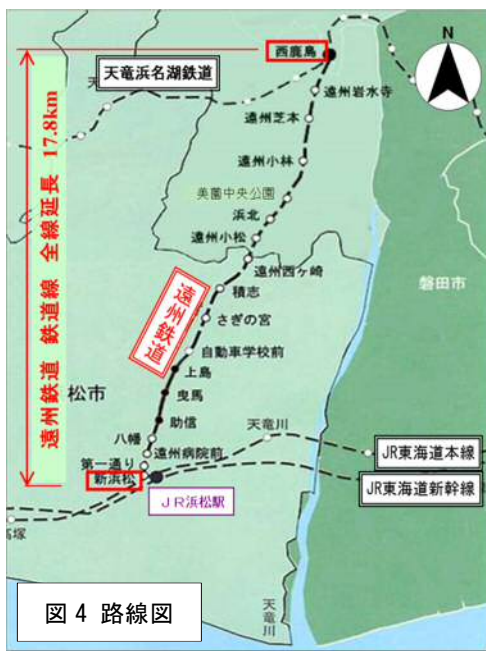 N
西鹿島
天竜浜名湖鉄道
天
遠州岩水寺
遠州芝本
遠州小林
美薗中央公園
浜北
遠州小松
遠州西ヶ崎
積志
さぎの宮
遠州鉄道
自動車学校前
上島
曳馬
助信
八幡
遠州病院前
第一通り
新浜松
JR浜松駅
遠州鉄道 鉄道線 全線延長 17.8km
松市
磐田市
天竜川
JR東海道本線
JR東海道新幹線
高塚
天竜川
図 4 路線図